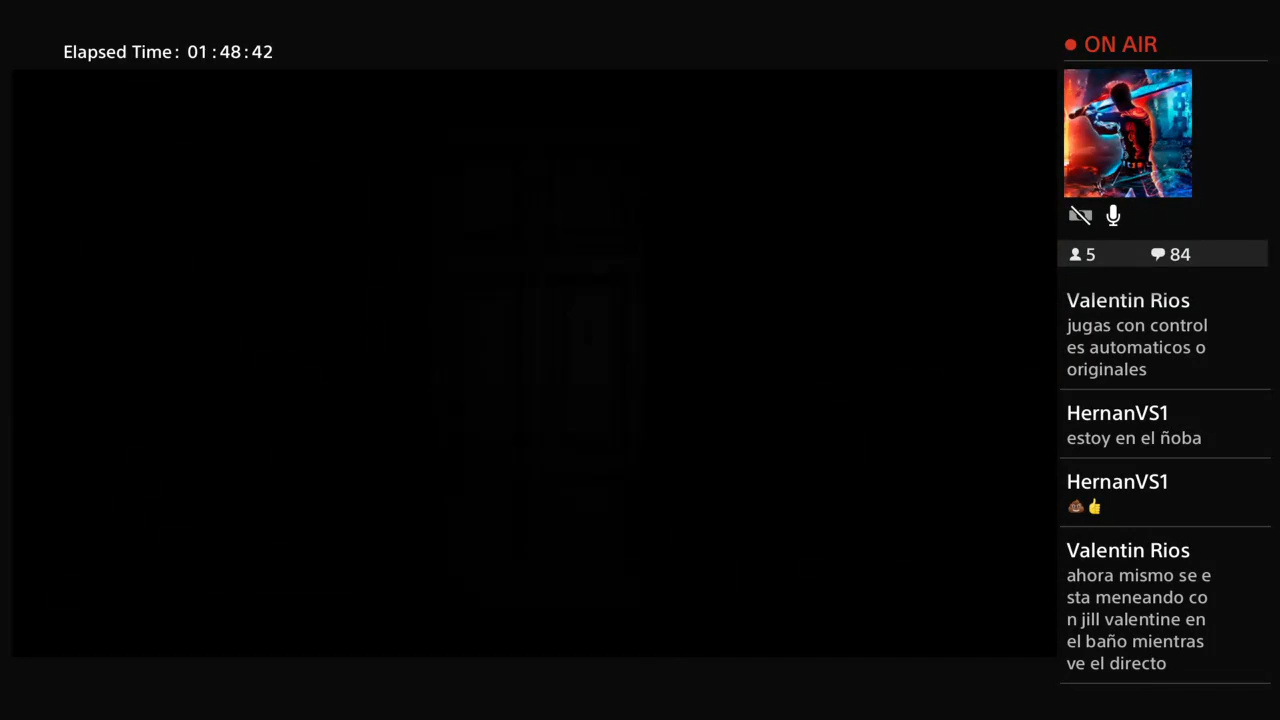 Elapsed Time: 01:48:42
ON AIR
5 84
Valentin Rios
jugas con control
es automaticos o
originales
HernanVS1
estoy en el ñoba
HernanVS1
💩👍
Valentin Rios
ahora mismo se e
sta meneando co
n jill valentine en
el baño mientras
ve el directo